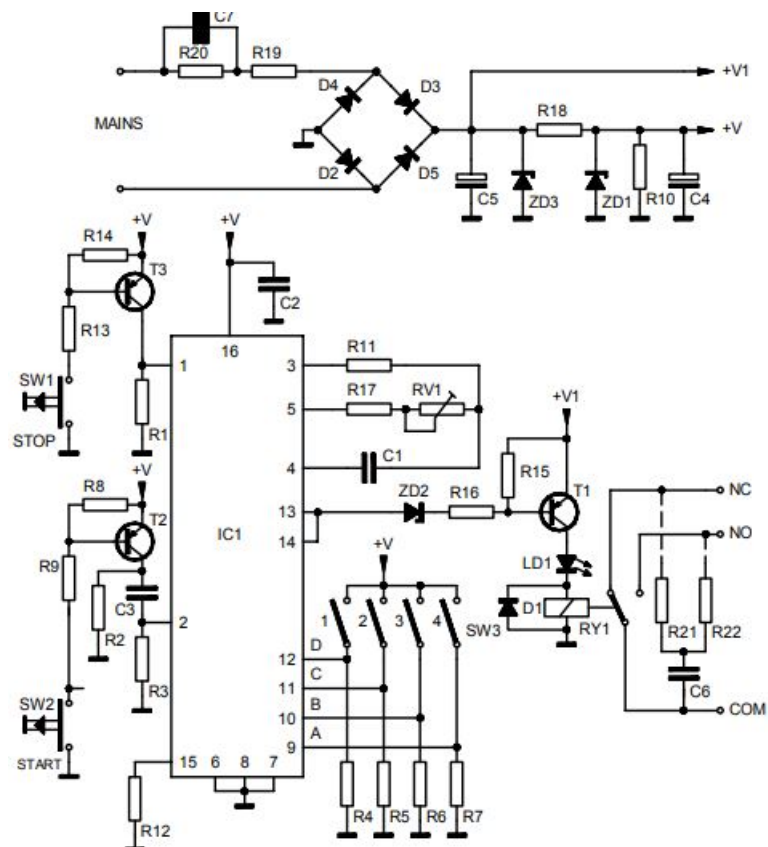 C7
R20
R19
D4
D3
+V1
MAINS
R18
+V
D2
D5
C5
ZD3
ZD1
R10
C4
+V
+V
R14
T3
C2
R13
16
SW1
1
3
R11
R17
RV1
5
+V1
STOP
R1
C1
4
+V
R15
R8
ZD2
R16
NC
T2
13
T1
IC1
14
NO
+V
R9
LD1
C3
1
2
3
4
D1
R2
2
SW3
RY1
R21
R22
D
12
R3
C
11
C6
SW2
B
10
COM
A
9
START
15
6
8
7
R4
R5
R6
R7
R12